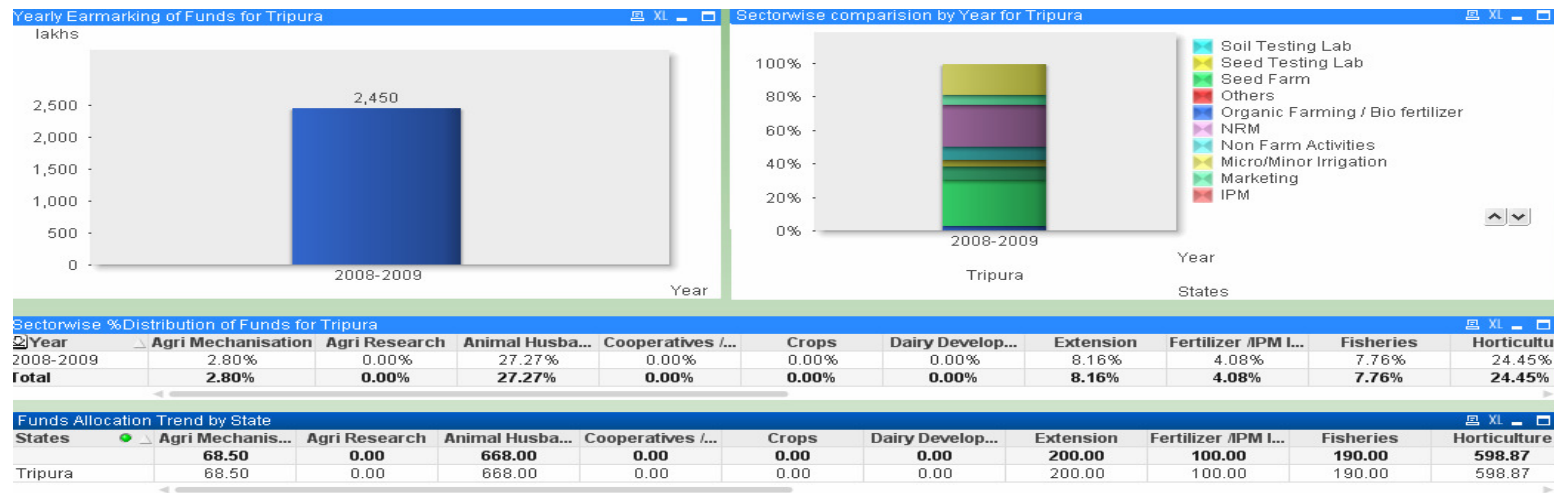 Yearly Earmarking of Funds for Tripura XL
lakhs
2,500
2,000
1,500
1,000
500
0
2,450
2008-2009
Year
Sectorwise comparision by Year for Tripura XL
100%
80%
60%
40%
20%
0%
2008-2009
Year
Tripura
States
Soil Testing Lab
Seed Testing Lab
Seed Farm
Others
Organic Farming / Bio fertilizer
NRM
Non Farm Activities
Micro/Minor Irrigation
Marketing
IPM
Sectorwise %Distribution of Funds for Tripura XL
Year Agri Mechanisation Agri Research Animal Husba... Cooperatives /... Crops Dairy Develop... Extension Fertilizer /IPM I... Fisheries Horticultu
2008-2009 2.80% 0.00% 27.27% 0.00% 0.00% 0.00% 8.16% 4.08% 7.76% 24.45%
Total 2.80% 0.00% 27.27% 0.00% 0.00% 0.00% 8.16% 4.08% 7.76% 24.45%
Funds Allocation Trend by State XL
States Agri Mechanis... Agri Research Animal Husba... Cooperatives /... Crops Dairy Develop... Extension Fertilizer /IPM I... Fisheries Horticulture
68.50 0.00 668.00 0.00 0.00 0.00 200.00 100.00 190.00 598.87
Tripura 68.50 0.00 668.00 0.00 0.00 0.00 200.00 100.00 190.00 598.87